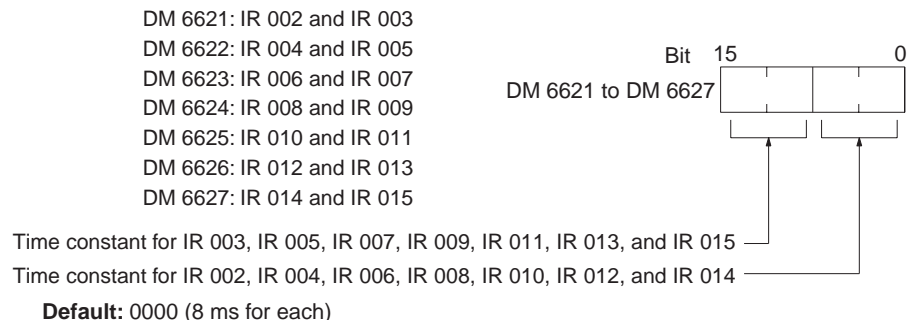 DM 6621: IR 002 and IR 003
DM 6622: IR 004 and IR 005
DM 6623: IR 006 and IR 007
DM 6624: IR 008 and IR 009
DM 6625: IR 010 and IR 011
DM 6626: IR 012 and IR 013
DM 6627: IR 014 and IR 015
Bit 15 0
DM 6621 to DM 6627
Time constant for IR 003, IR 005, IR 007, IR 009, IR 011, IR 013, and IR 015
Time constant for IR 002, IR 004, IR 006, IR 008, IR 010, IR 012, and IR 014
Default: 0000 (8 ms for each)